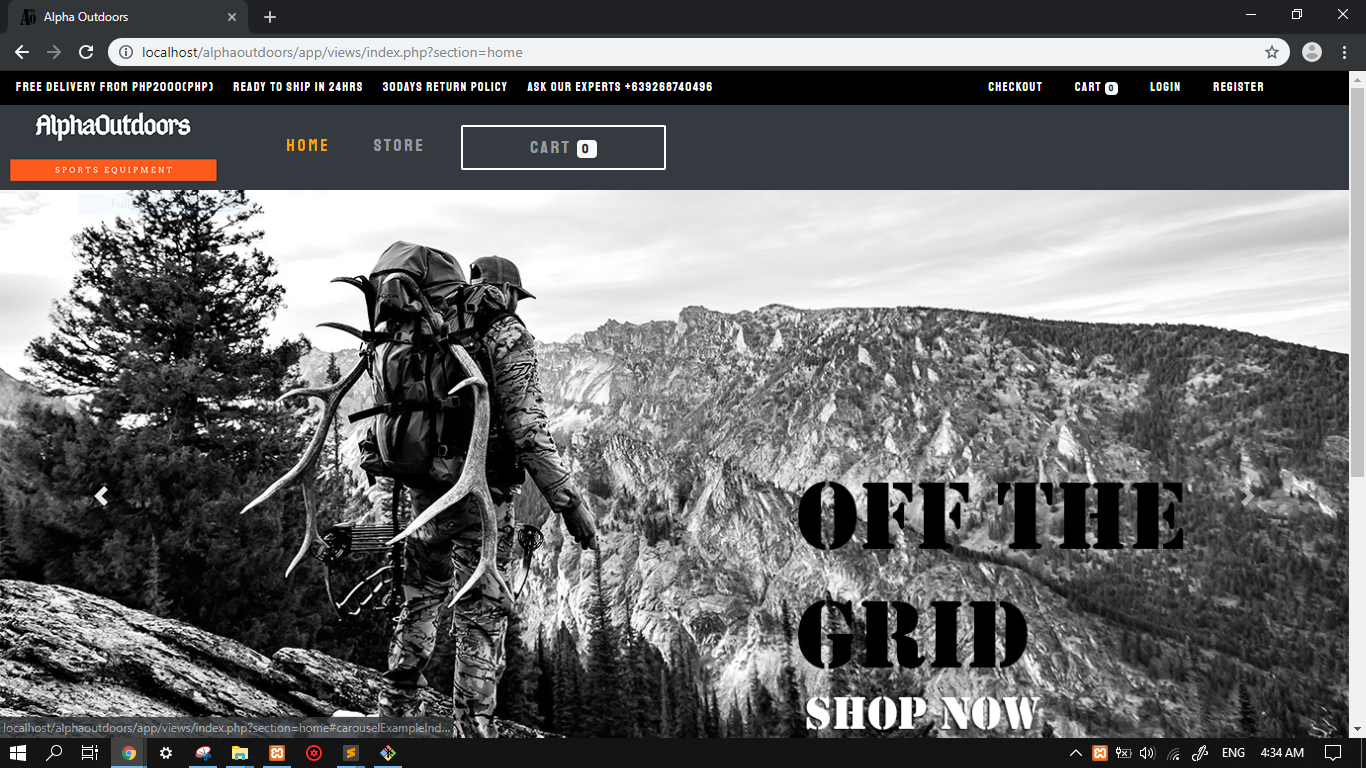 Alpha Outdoors
localhost/alphaoutdoors/app/views/index.php?section=home
FREE DELIVERY FROM PHP2000(PHP) READY TO SHIP IN 24HRS 30DAYS RETURN POLICY ASK OUR EXPERTS +639268740496 CHECKOUT CART 0 LOGIN REGISTER
AlphaOutdoors
HOME STORE CART 0
SPORTS EQUIPMENT
OFF THE
GRID
SHOP NOW
localhost/alphaoutdoors/app/views/index.php?section=home#carouselExampleInd...
ENG 4:34 AM